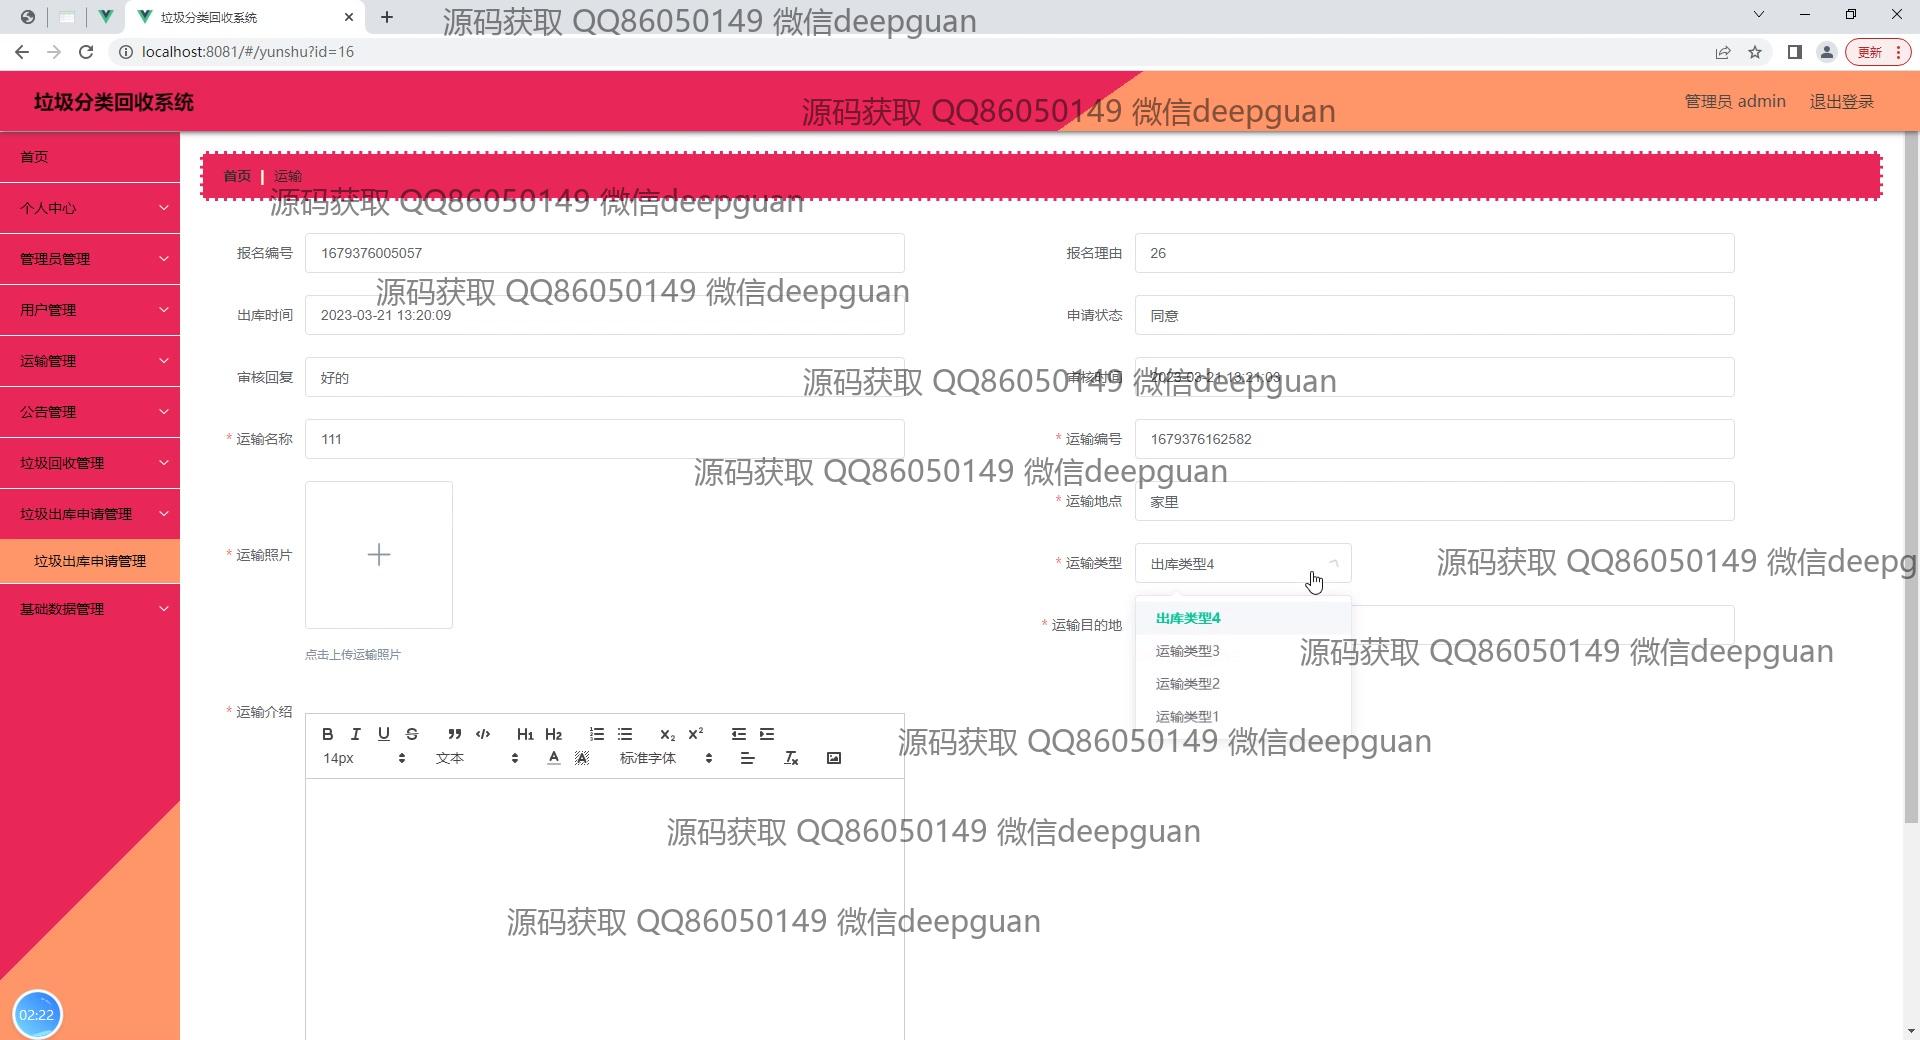 垃圾分类回收系统
源码获取 QQ86050149 微信deepguan
localhost:8081/#/yunshu?id=16
更新
垃圾分类回收系统
源码获取 QQ86050149 微信deepguan
管理员 admin
退出登录
首页
个人中心
管理员管理
用户管理
运输管理
公告管理
垃圾回收管理
垃圾出库申请管理
垃圾出库申请管理
基础数据管理
02:22
首页 | 运输
源码获取 QQ86050149 微信deepguan
报名编号 1679376005057
报名理由 26
源码获取 QQ86050149 微信deepguan
出库时间 2023-03-21 13:20:09
申请状态 同意
审核回复 好的
审核时间 2023-03-21 13:21:03
源码获取 QQ86050149 微信deepguan
* 运输名称 111
* 运输编号 1679376162582
源码获取 QQ86050149 微信deepguan
* 运输地点 家里
* 运输照片
点击上传运输照片
* 运输类型 出库类型4
源码获取 QQ86050149 微信deepg
出库类型4
运输类型3
运输类型2
运输类型1
* 运输目的地
源码获取 QQ86050149 微信deepguan
* 运输介绍
B I U S H1 H2 X2 X2
14px 文本 A A 标准字体 Tx
源码获取 QQ86050149 微信deepguan
源码获取 QQ86050149 微信deepguan
源码获取 QQ86050149 微信deepguan